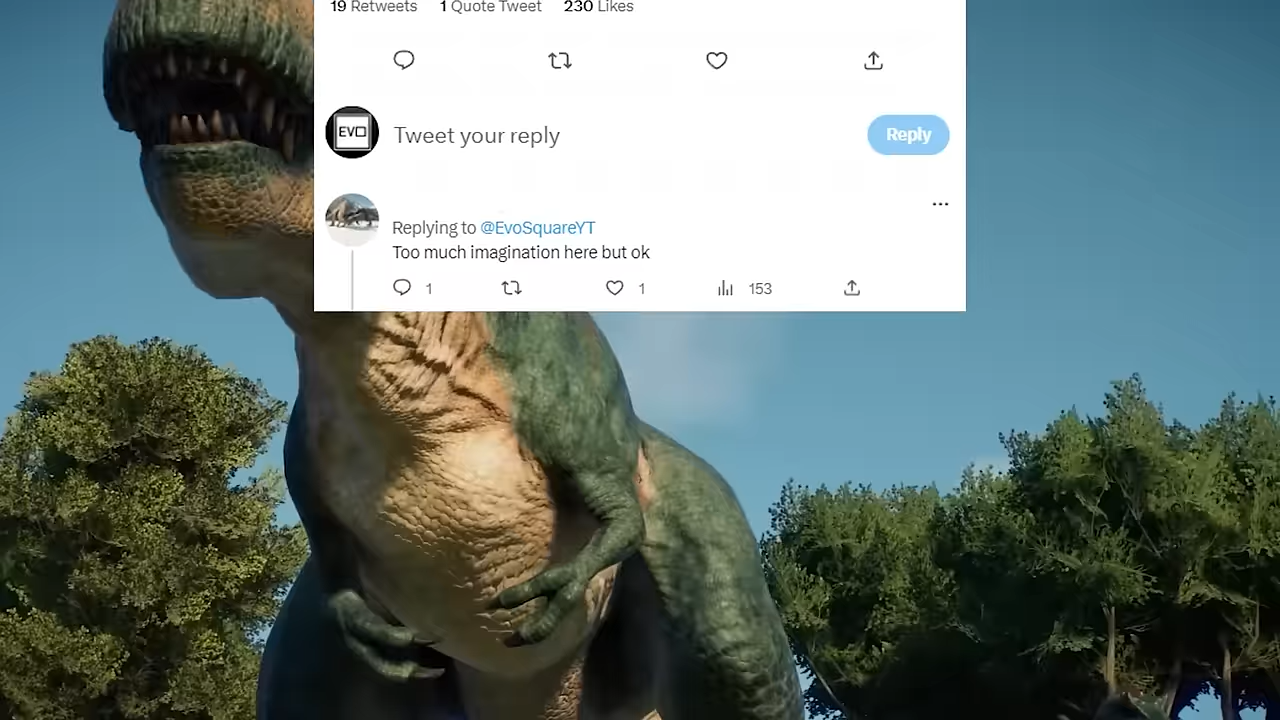 19 Retweets 1 Quote Tweet 230 Likes
EVO
Tweet your reply
Reply
Replying to @EvoSquareYT
Too much imagination here but ok
1 1 153